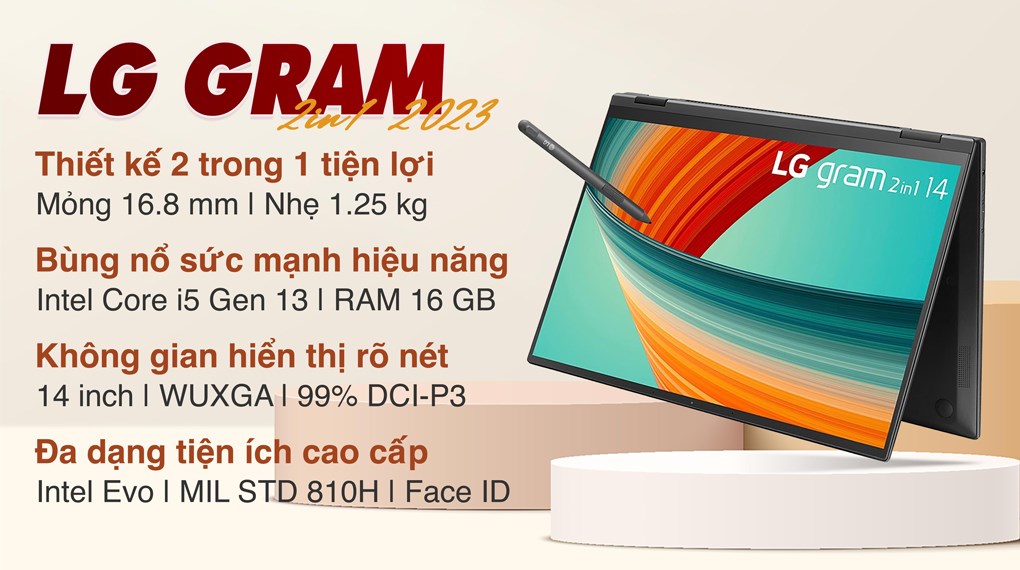 LG GRAM
2in1 2023
Thiết kế 2 trong 1 tiện lợi
Mỏng 16.8 mm | Nhẹ 1.25 kg
Bùng nổ sức mạnh hiệu năng
Intel Core i5 Gen 13 | RAM 16 GB
Không gian hiển thị rõ nét
14 inch | WUXGA | 99% DCI-P3
Đa dạng tiện ích cao cấp
Intel Evo | MIL STD 810H | Face ID
LG gram 2in1 14